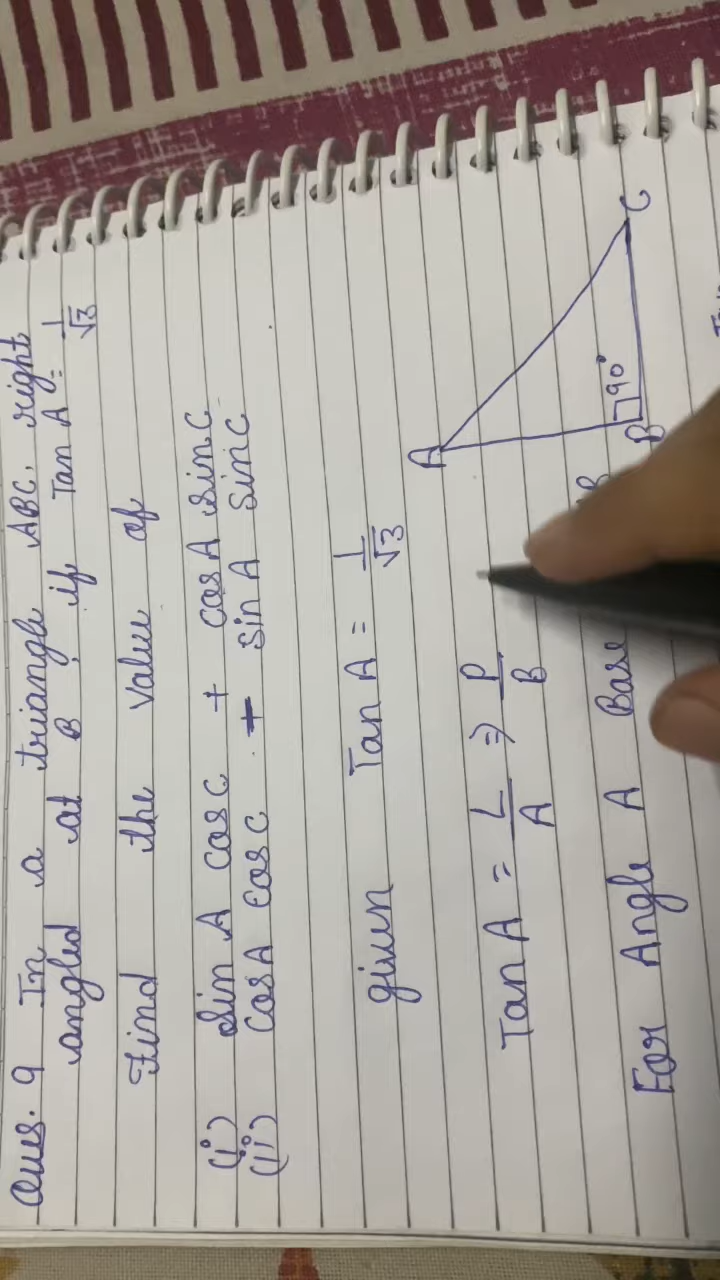 Ques. 9 In a triangle ABC, right
angled at B, if Tan A = 1/√3
Find the value of
(i) Sin A cos C + cos A sin C
(ii) cos A cos C + sin A sin C
given Tan A = 1/√3
Tan A = L/A ⇒ P/B
For Angle A Base
A
B
C
90°